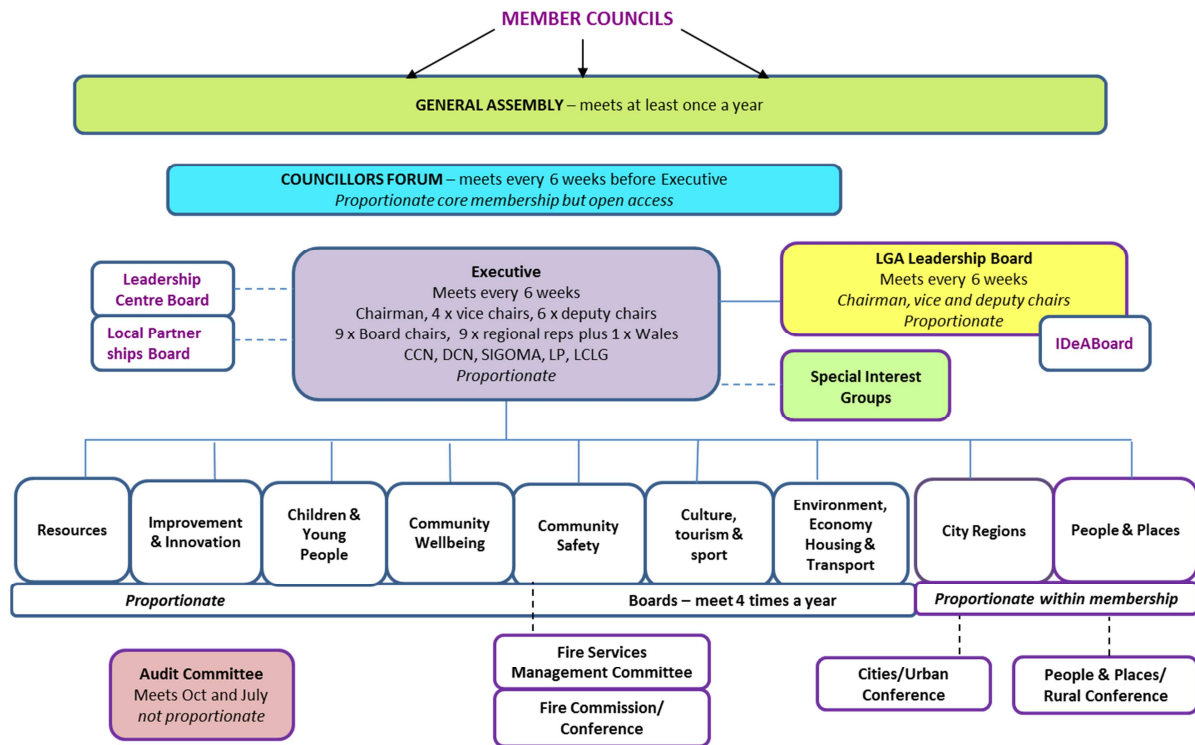 MEMBER COUNCILS
GENERAL ASSEMBLY – meets at least once a year
COUNCILLORS FORUM – meets every 6 weeks before Executive
Proportionate core membership but open access
Leadership
Centre Board
Local Partner
ships Board
Executive
Meets every 6 weeks
Chairman, 4 x vice chairs, 6 x deputy chairs
9 x Board chairs, 9 x regional reps plus 1 x Wales
CCN, DCN, SIGOMA, LP, LCLG
Proportionate
LGA Leadership Board
Meets every 6 weeks
Chairman, vice and deputy chairs
Proportionate
IDeABoard
Special Interest
Groups
Resources
Improvement
& Innovation
Children &
Young
People
Community
Wellbeing
Community
Safety
Culture,
tourism &
sport
Environment,
Economy
Housing &
Transport
City Regions
People & Places
Proportionate
Boards – meet 4 times a year
Proportionate within membership
Audit Committee
Meets Oct and July
not proportionate
Fire Services
Management Committee
Fire Commission/
Conference
Cities/Urban
Conference
People & Places/
Rural Conference